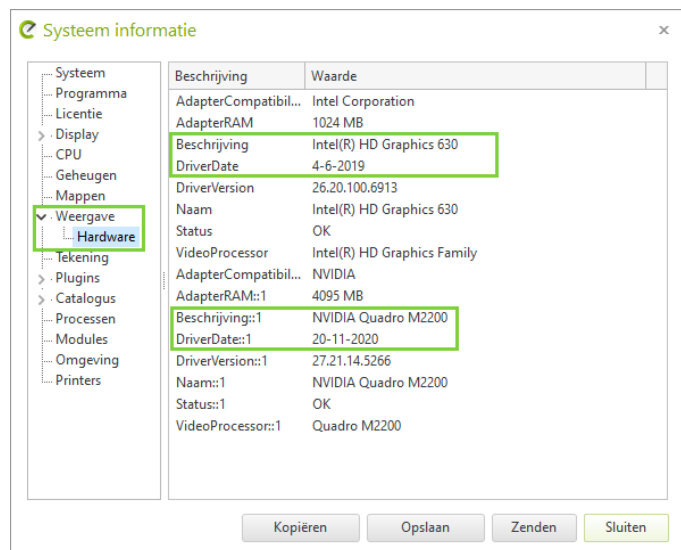 Systeem informatie
Systeem
Programma
Licentie
Display
CPU
Geheugen
Mappen
Weergave
Hardware
Tekening
Plugins
Catalogus
Processen
Modules
Omgeving
Printers
Beschrijving Waarde
AdapterCompatibil... Intel Corporation
AdapterRAM 1024 MB
Beschrijving Intel(R) HD Graphics 630
DriverDate 4-6-2019
DriverVersion 26.20.100.6913
Naam Intel(R) HD Graphics 630
Status OK
VideoProcessor Intel(R) HD Graphics Family
AdapterCompatibil... NVIDIA
AdapterRAM::1 4095 MB
Beschrijving::1 NVIDIA Quadro M2200
DriverDate::1 20-11-2020
DriverVersion::1 27.21.14.5266
Naam::1 NVIDIA Quadro M2200
Status::1 OK
VideoProcessor::1 Quadro M2200
Kopiëren Opslaan Zenden Sluiten